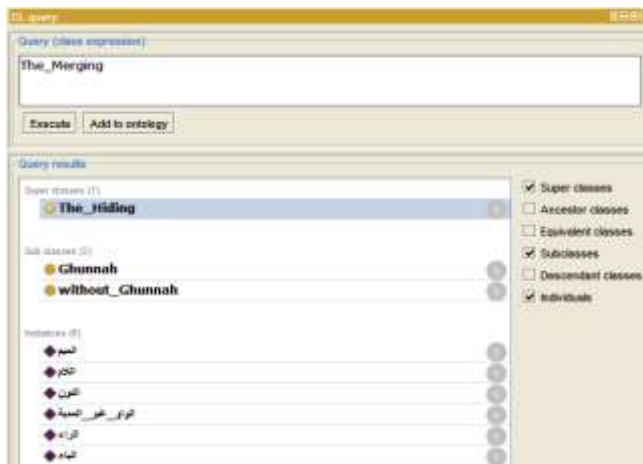 DL query
Query (class expression)
The_Merging
Execute
Add to ontology
Query results
Super classes (1)
The_Hiding
Sub classes (2)
Ghunnah
without_Ghunnah
Instances (6)
الميم
اللام
النون
الواو_غير_المدية
الراء
الياء
Super classes
Ancestor classes
Equivalent classes
Subclasses
Descendant classes
Individuals